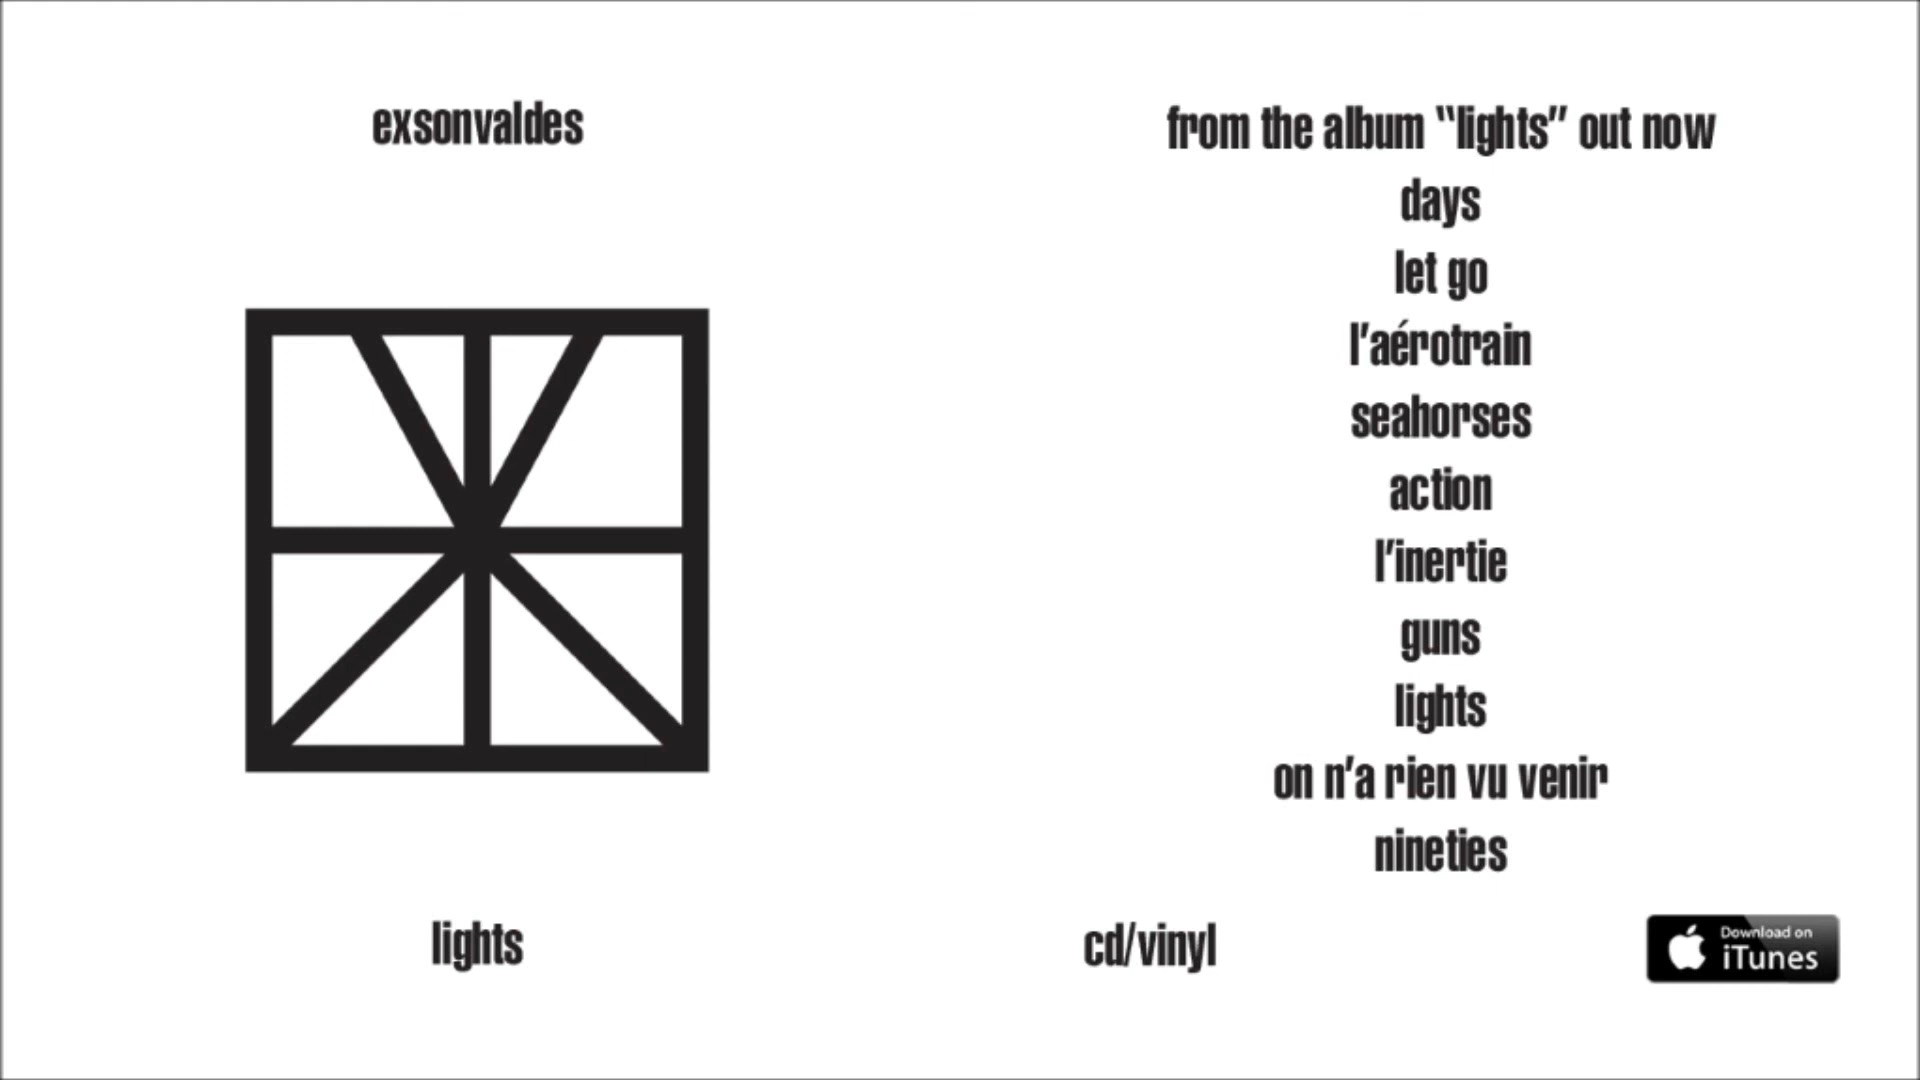 exsonvaldes
lights
from the album “lights” out now
days
let go
l’aérotrain
seahorses
action
l’inertie
guns
lights
on n’a rien vu venir
nineties
cd/vinyl
Download on
iTunes